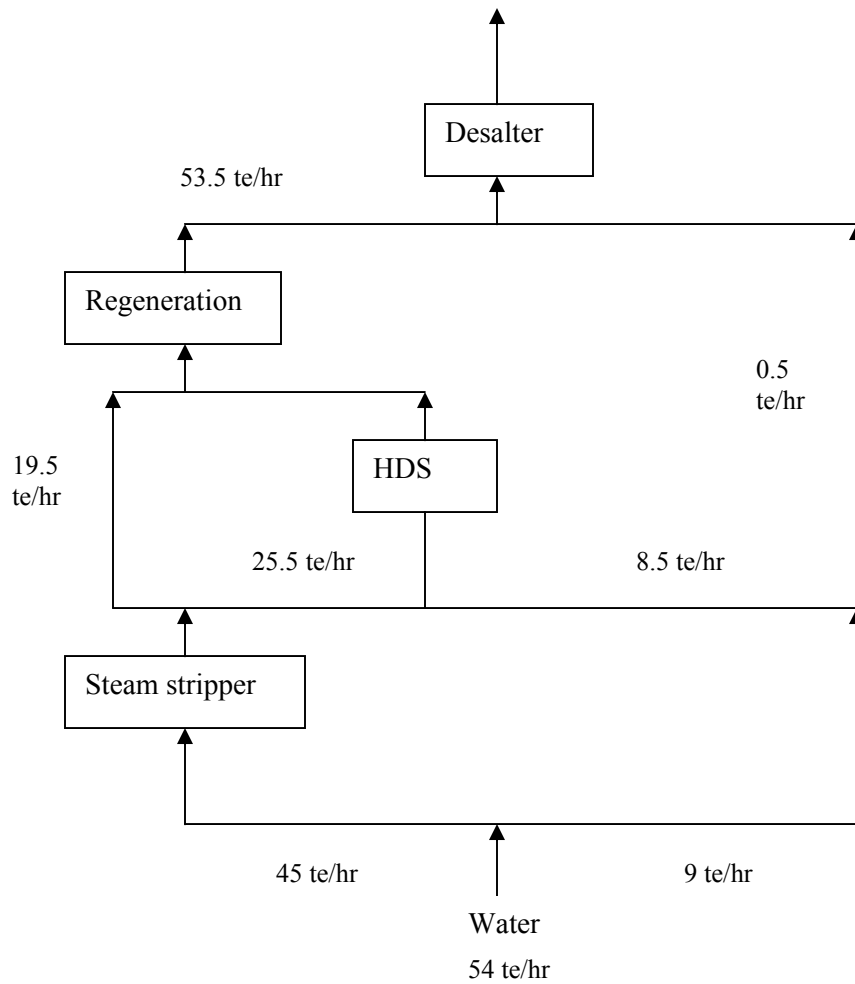 Desalter
53.5 te/hr
Regeneration
0.5
te/hr
19.5
te/hr
HDS
25.5 te/hr
8.5 te/hr
Steam stripper
45 te/hr
9 te/hr
Water
54 te/hr